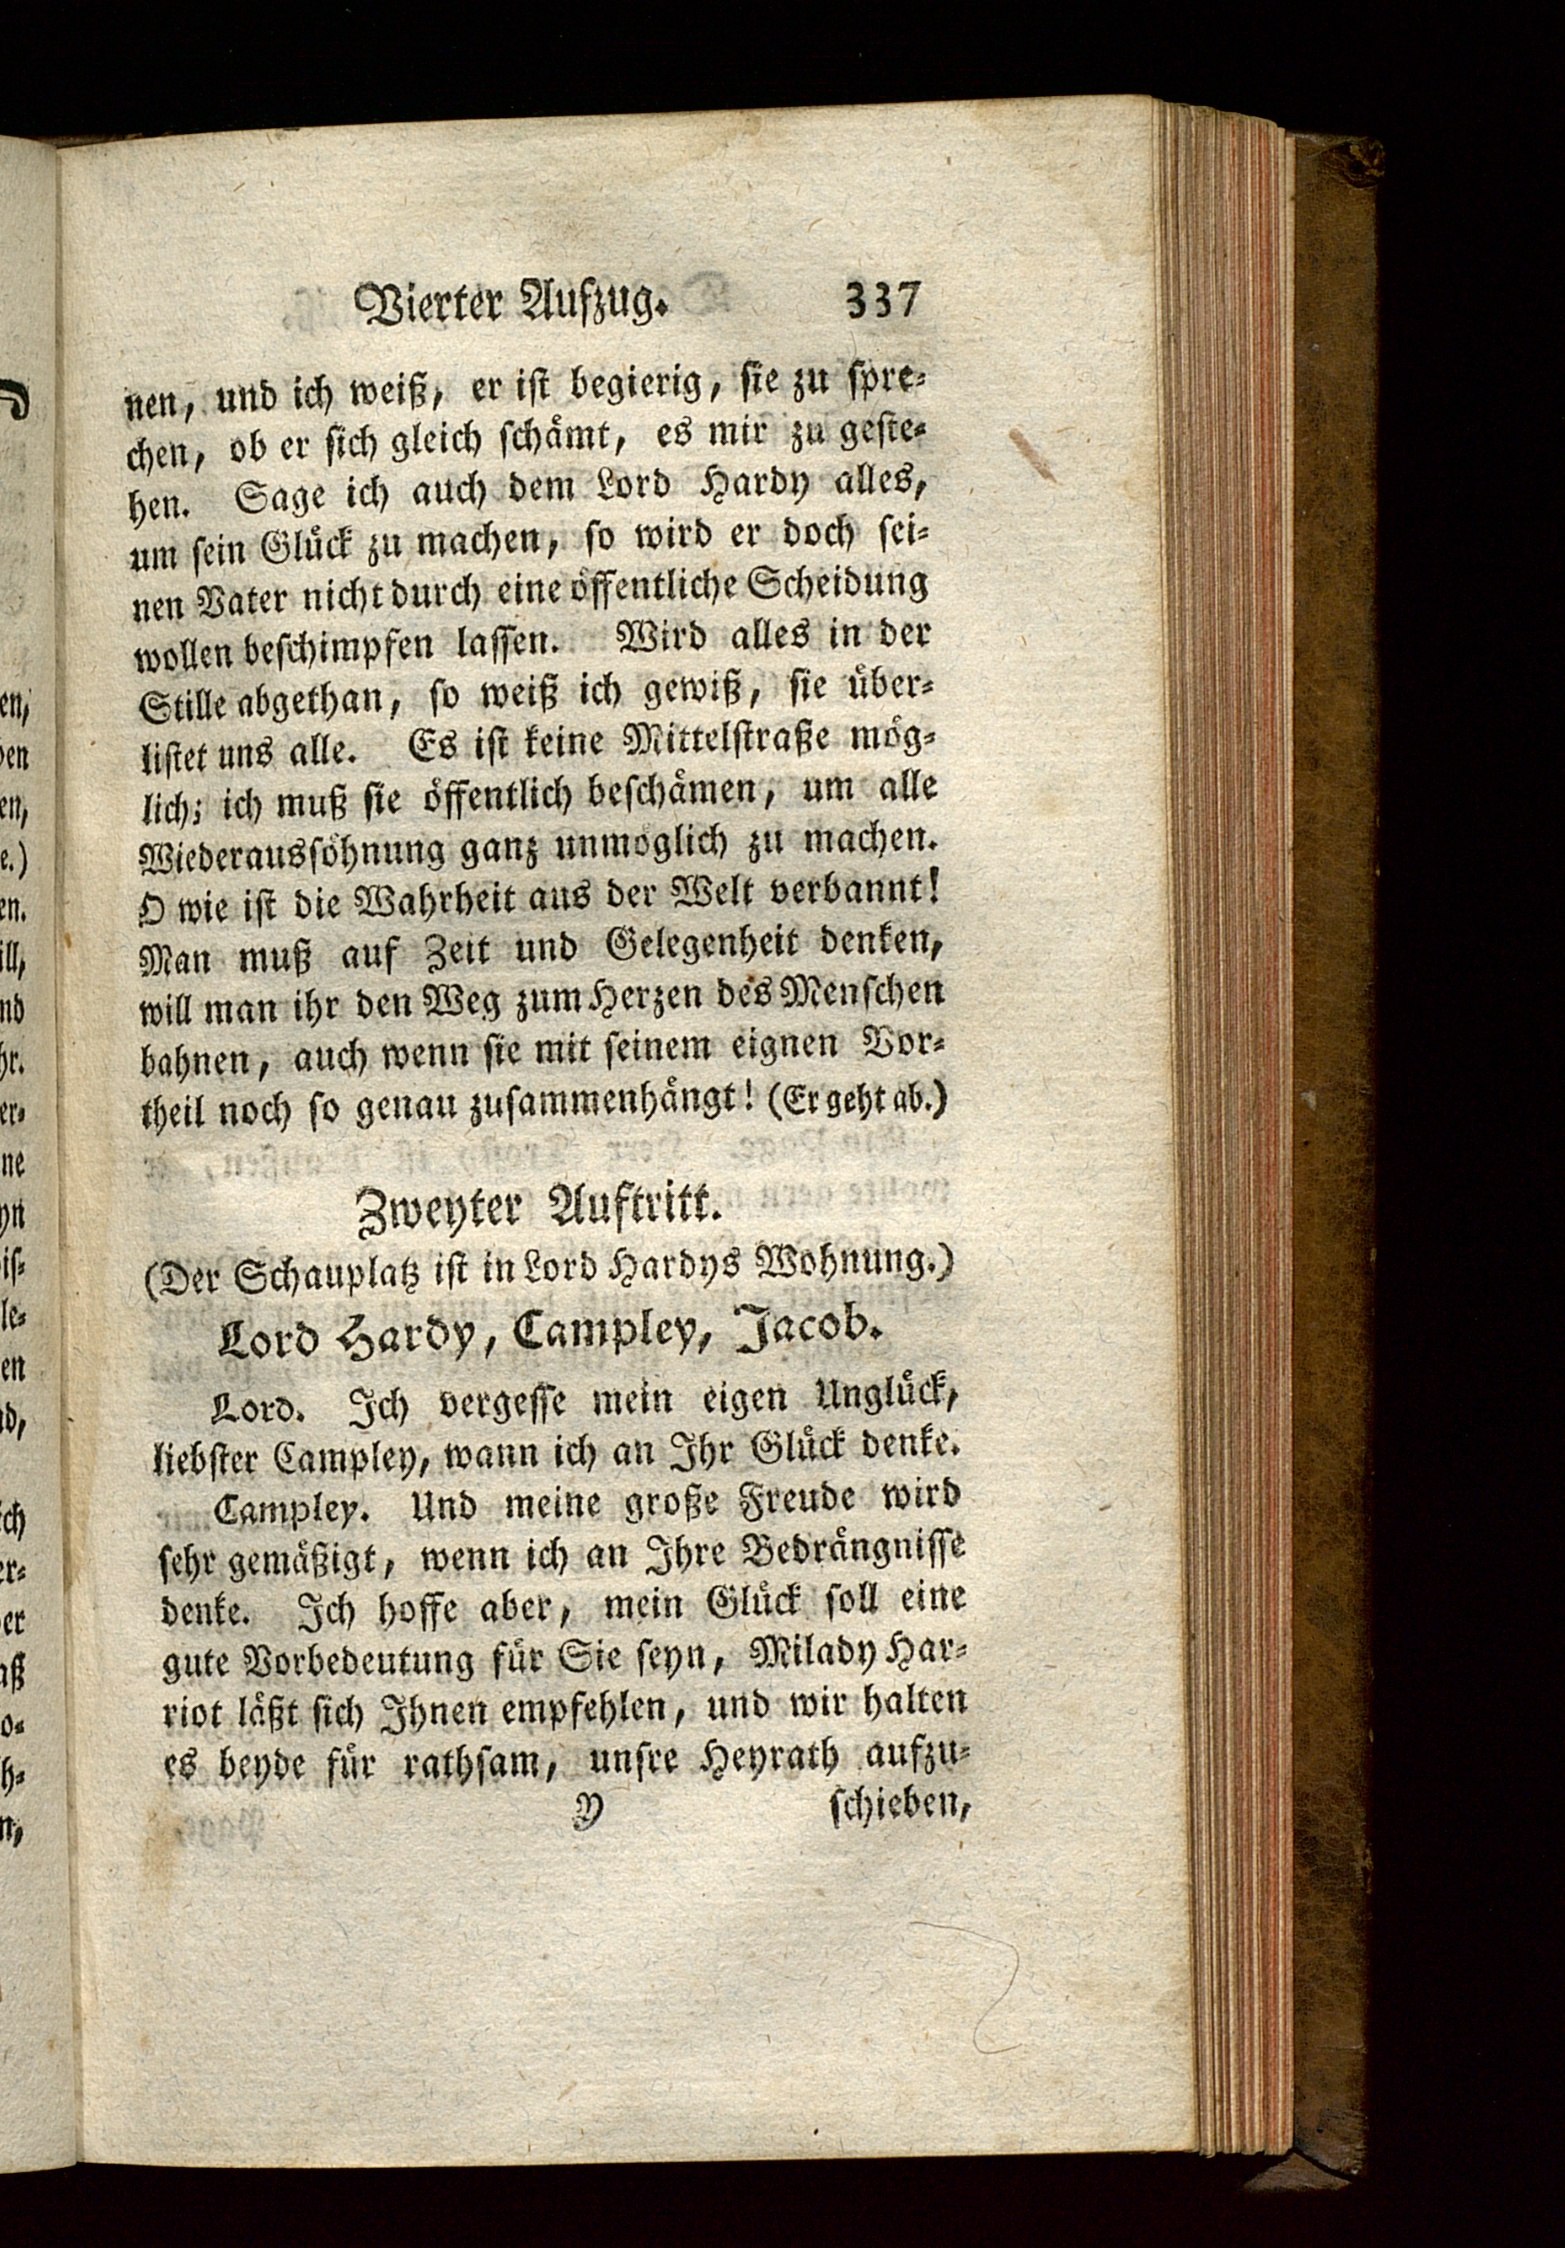 Vierter Aufzug. 337
nen, und ich weiß, er ist begierig, sie zu spre-
chen, ob er sich gleich schämt, es mir zu geste-
hen. Sage ich auch dem Lord Hardy alles,
um sein Glück zu machen, so wird er doch sei-
nen Vater nicht durch eine öffentliche Scheidung
wollen beschimpfen lassen. Wird alles in der
Stille abgethan, so weiß ich gewiß, sie über-
listet uns alle. Es ist keine Mittelstraße mög-
lich; ich muß sie öffentlich beschämen, um alle
Wiederaussöhnung ganz unmöglich zu machen.
O wie ist die Wahrheit aus der Welt verbannt!
Man muß auf Zeit und Gelegenheit denken,
will man ihr den Weg zum Herzen des Menschen
bahnen, auch wenn sie mit seinem eignen Vor-
theil noch so genau zusammenhängt! (Er geht ab.)
Zweyter Auftritt.
(Der Schauplatz ist in Lord Hardys Wohnung.)
Lord Hardy, Campley, Jacob.
Lord. Ich vergesse mein eigen Unglück,
liebster Campley, wann ich an Ihr Glück denke.
Campley. Und meine große Freude wird
sehr gemäßigt, wenn ich an Ihre Bedrängnisse
denke. Ich hoffe aber, mein Glück soll eine
gute Vorbedeutung für Sie seyn, Milady Har-
riot läßt sich Ihnen empfehlen, und wir halten
es beyde für rathsam, unsre Heyrath aufzu-
Y schieben,